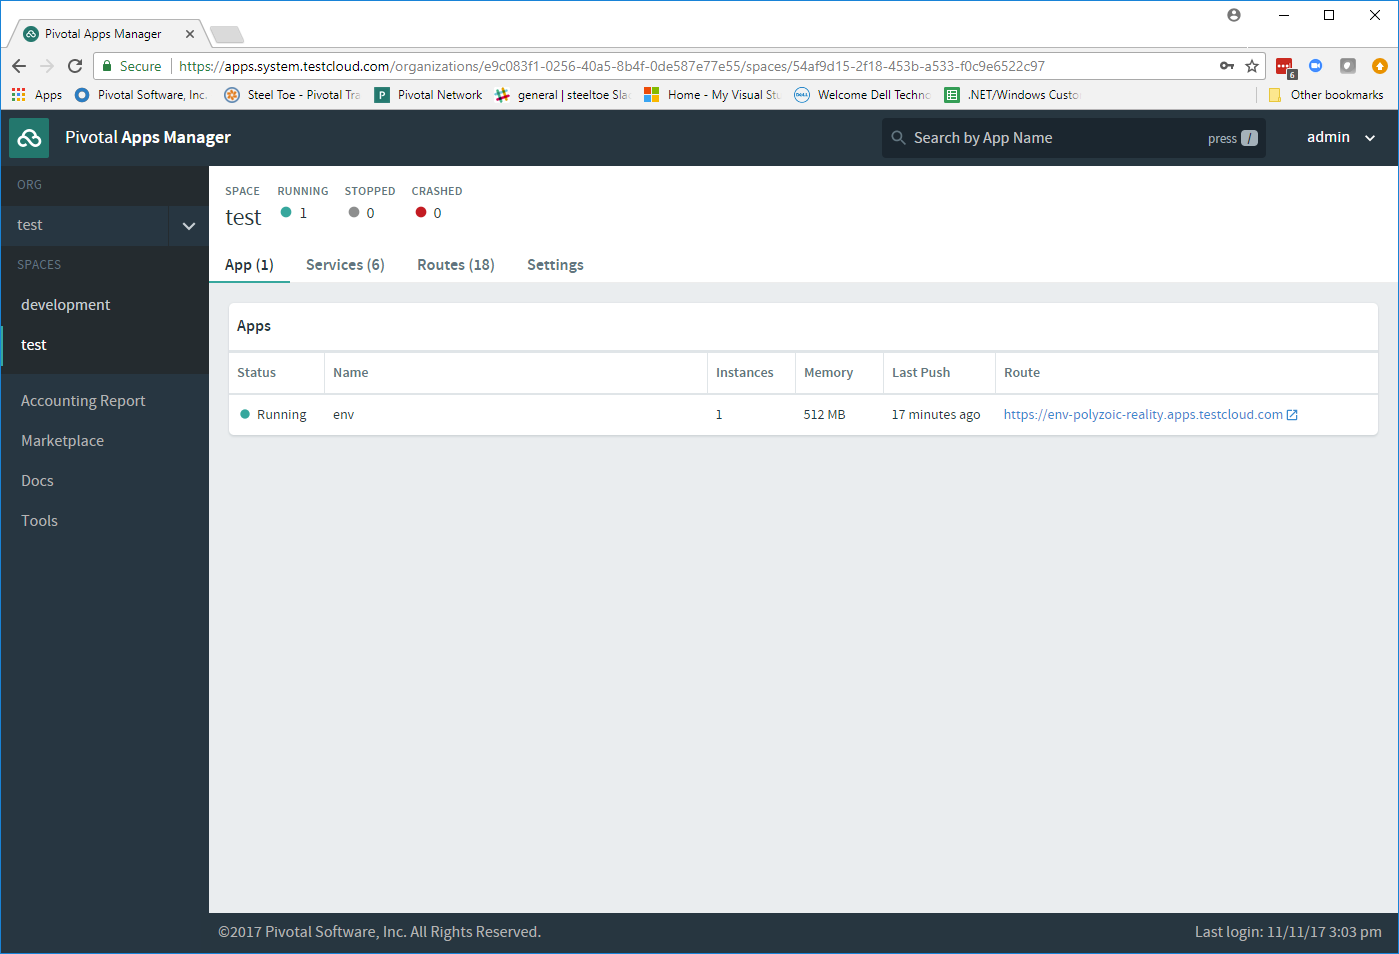 Pivotal Apps Manager
Secure https://apps.system.testcloud.com/organizations/e9c083f1-0256-40a5-8b4f-0de587e77e55/spaces/54af9d15-2f18-453b-a533-f0c9e6522c97
6
Apps Pivotal Software, Inc. Steel Toe - Pivotal Tra Pivotal Network general | steeltoe Sla Home - My Visual Stu Welcome Dell Techno .NET/Windows Custo Other bookmarks
Pivotal Apps Manager
Search by App Name press /
admin
ORG
test
SPACES
development
test
Accounting Report
Marketplace
Docs
Tools
SPACE RUNNING STOPPED CRASHED
test 1 0 0
App (1) Services (6) Routes (18) Settings
Apps
Status Name Instances Memory Last Push Route
Running env 1 512 MB 17 minutes ago https://env-polyzoic-reality.apps.testcloud.com
©2017 Pivotal Software, Inc. All Rights Reserved. Last login: 11/11/17 3:03 pm